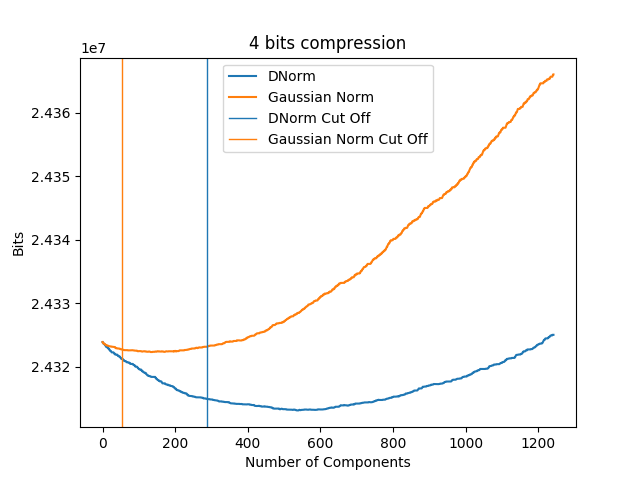 4 bits compression
1e7
DNorm
Gaussian Norm
DNorm Cut Off
Gaussian Norm Cut Off
2.436
2.435
2.434
2.433
2.432
Bits
0 200 400 600 800 1000 1200
Number of Components